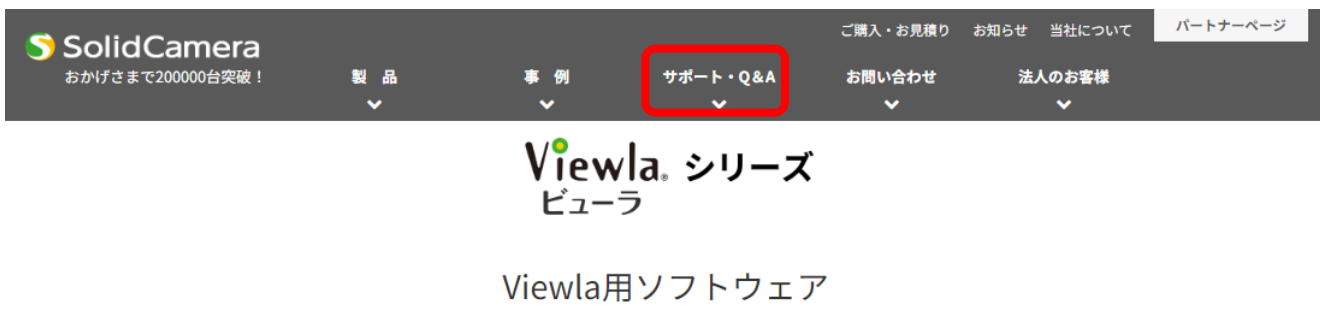 SolidCamera
おかげさまで200000台突破！
ご購入・お見積り お知らせ 当社について パートナーページ
製 品 事 例 サポート・Q&A お問い合わせ 法人のお客様
Viewla® シリーズ
ビューラ
Viewla用ソフトウェア